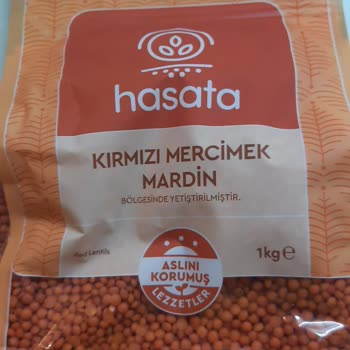 hasata
KIRMIZI MERCİMEK
MARDİN
BÖLGESİNDE YETİŞTİRİLMİŞTİR.
Red Lentils
1kg ℮
ASLINI
KORUMUŞ
LEZZETLER